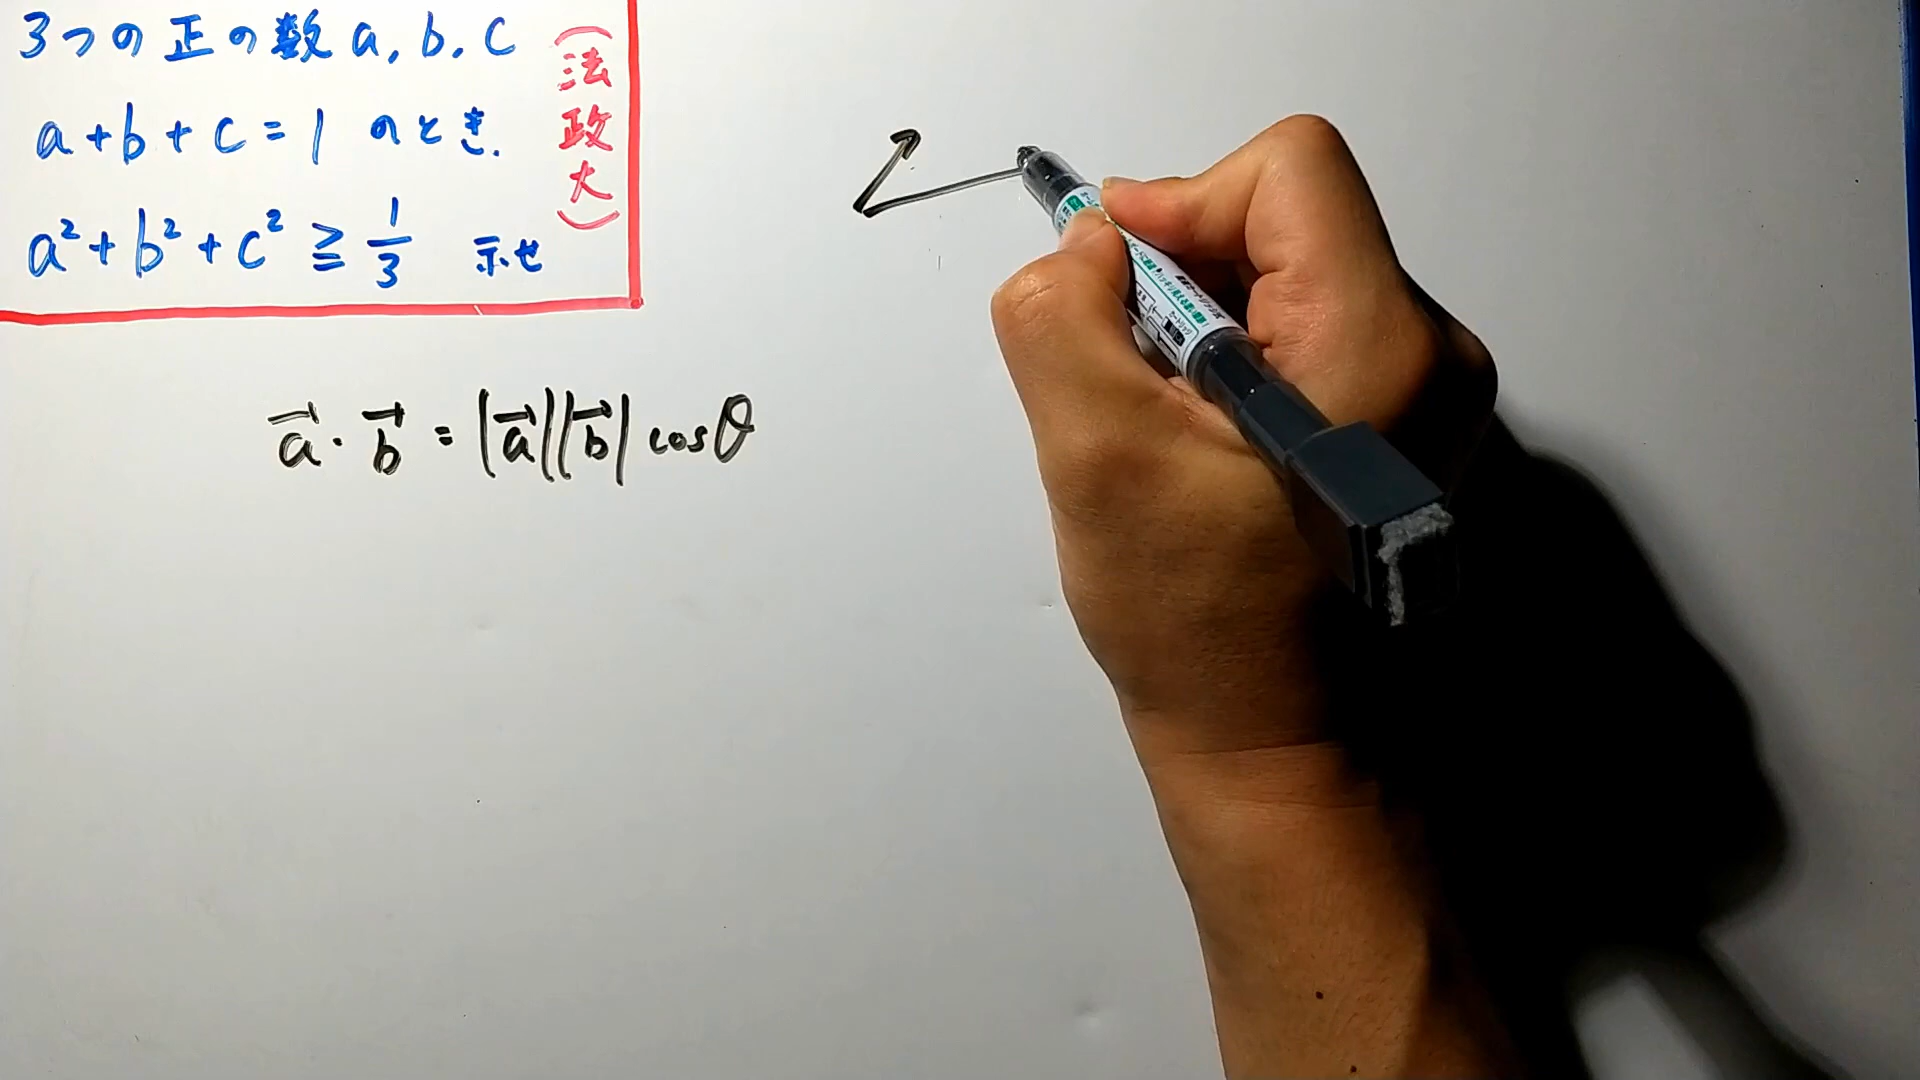 3つの正の数 a, b, c
a+b+c=1 のとき.
a²+b²+c² ≧ 1/3 示せ
(法政大)
a⃗・b⃗ = |a⃗||b⃗| cosθ